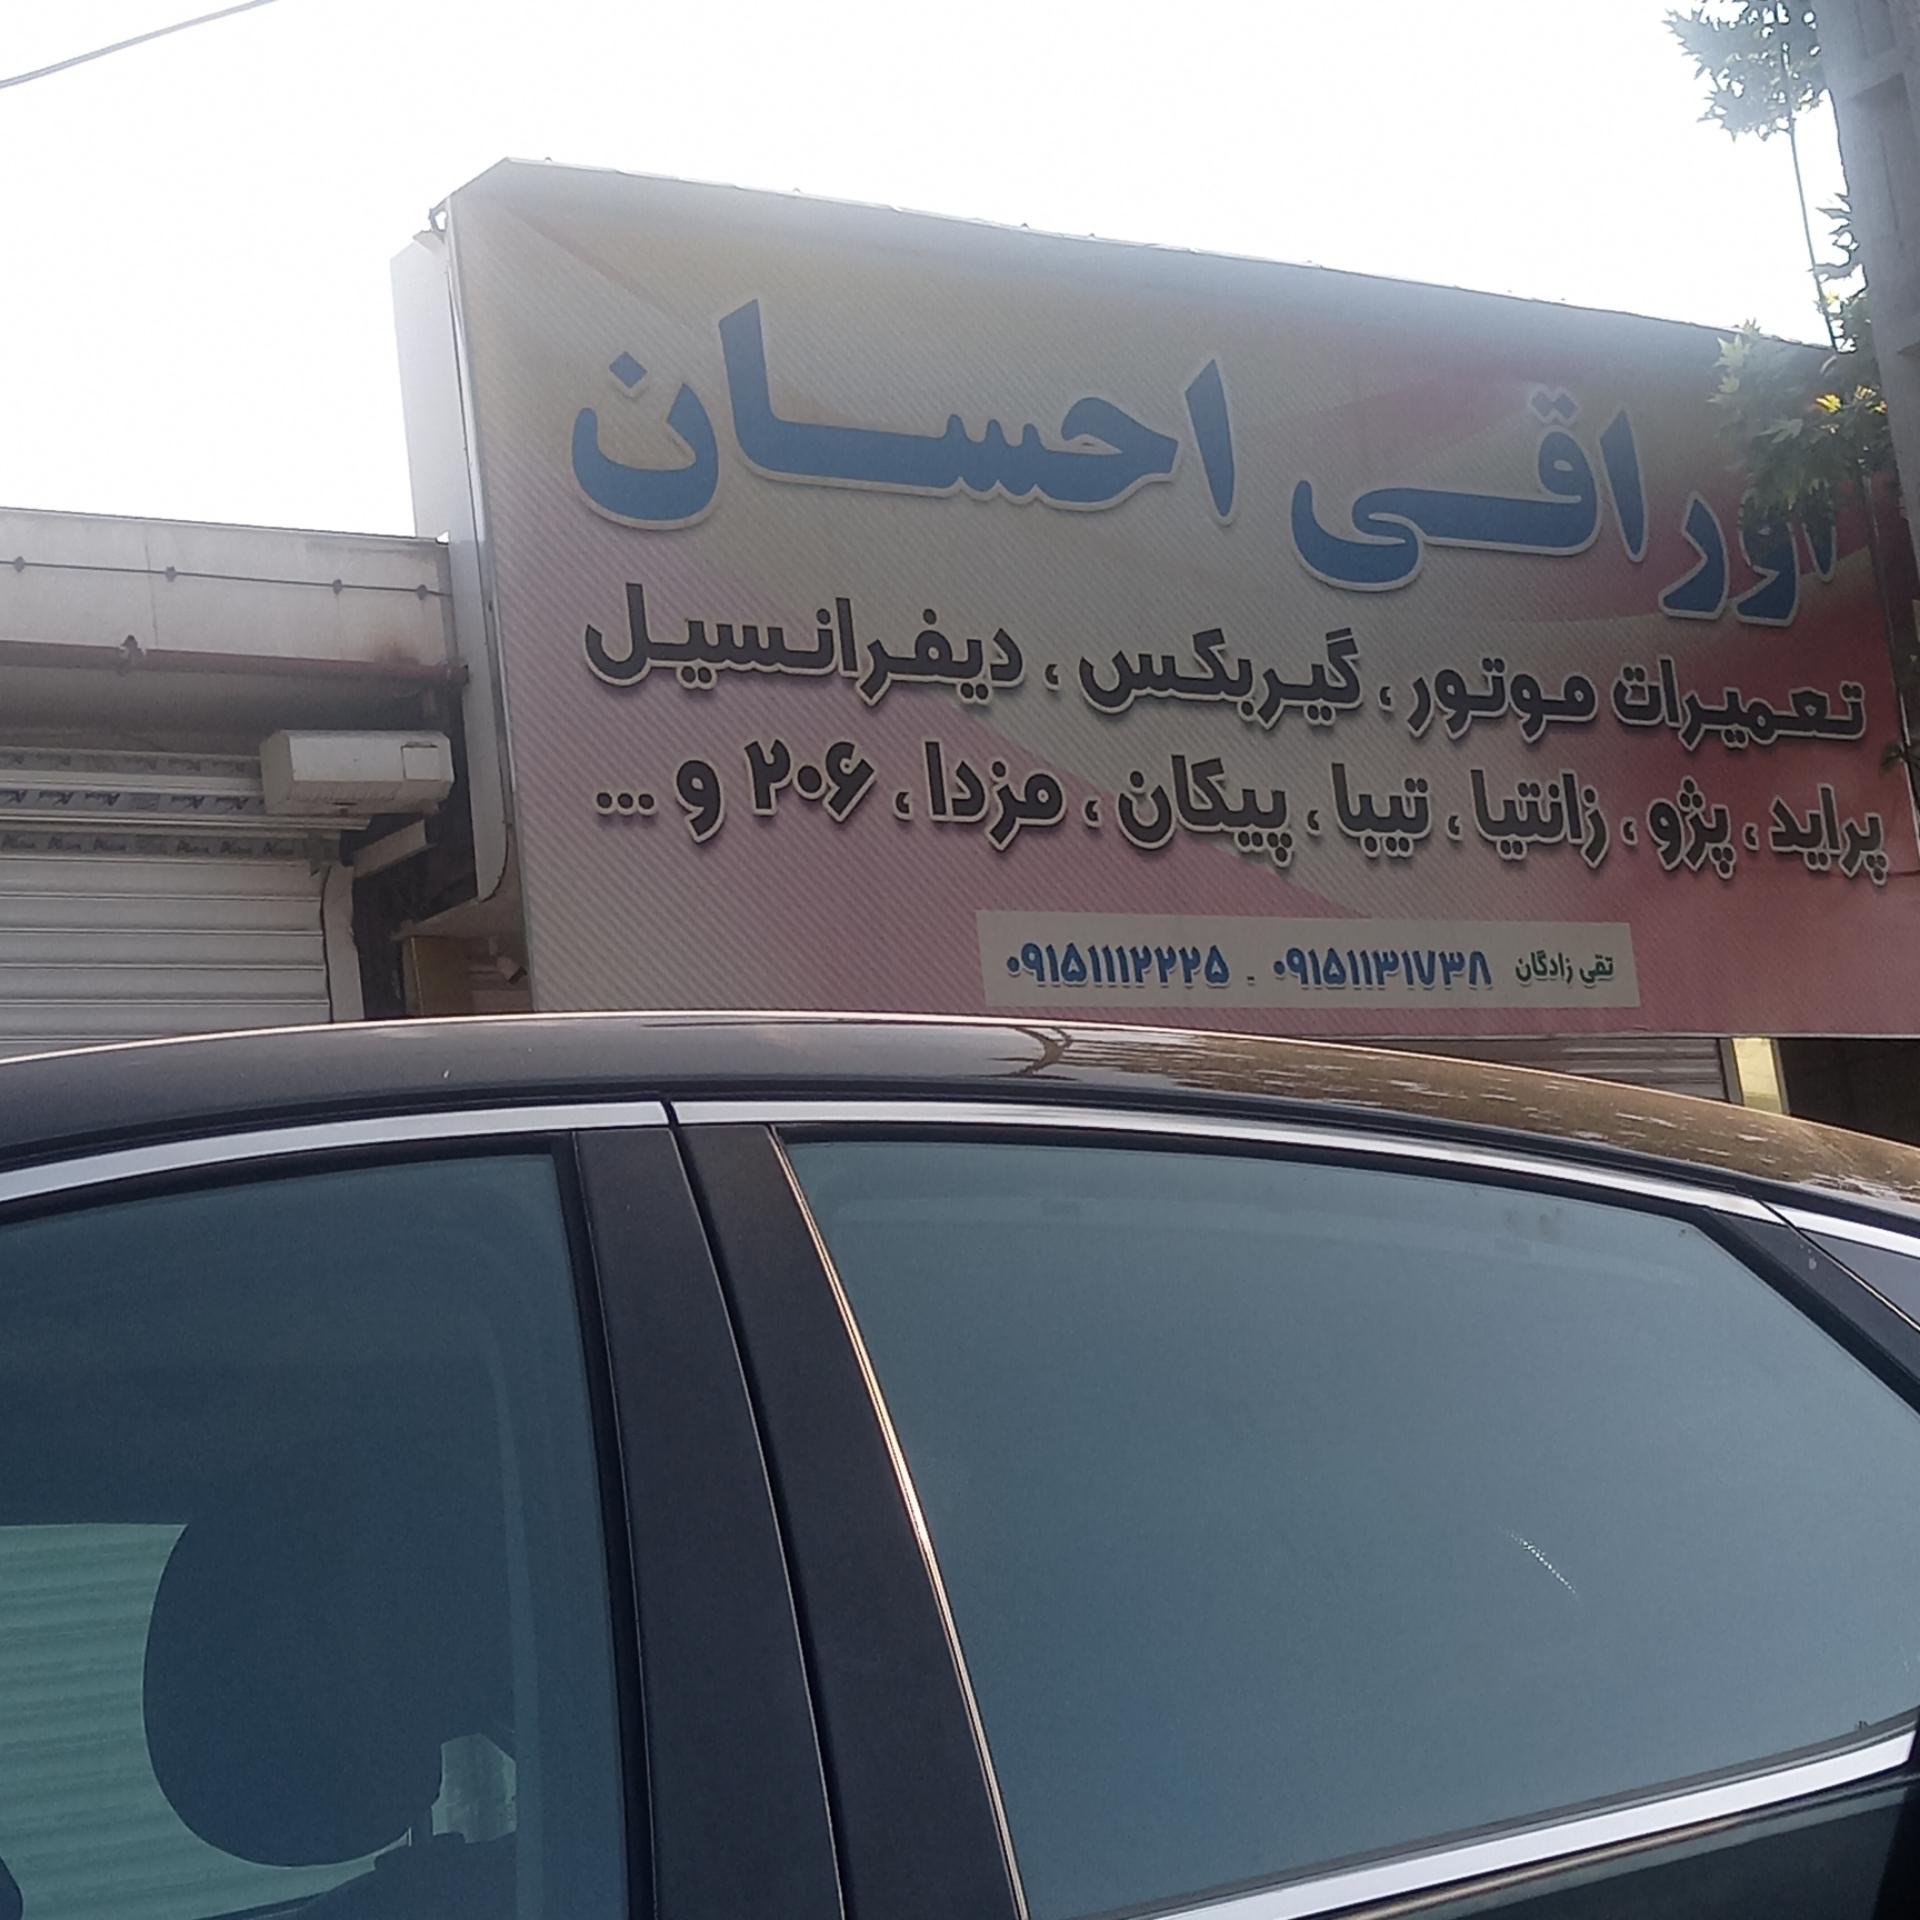 اوراقی احسان
تعمیرات موتور ، گیربکس ، دیفرانسیل
پراید ، پژو ، زانتیا ، تیبا ، پیکان ، مزدا ، ۲۰۶ و ...
تقی زادگان ۰۹۱۵۱۱۳۱۷۳۸ - ۰۹۱۵۱۱۱۲۲۲۵